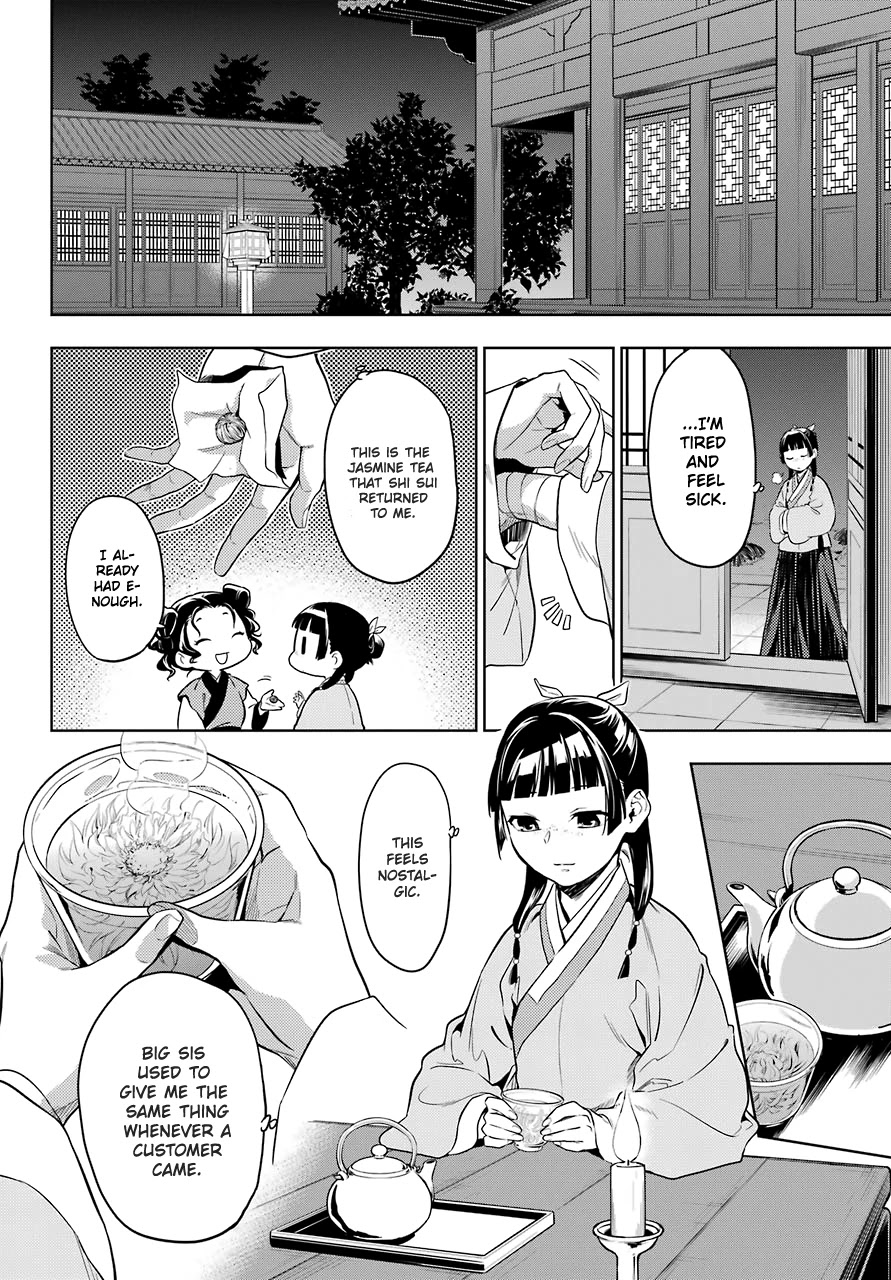 ...I'M
TIRED
AND
FEEL
SICK.
THIS IS THE
JASMINE TEA
THAT SHI SUI
RETURNED
TO ME.
I AL-
READY
HAD E-
NOUGH.
THIS
FEELS
NOSTAL-
GIC.
BIG SIS
USED TO
GIVE ME THE
SAME THING
WHENEVER A
CUSTOMER
CAME.